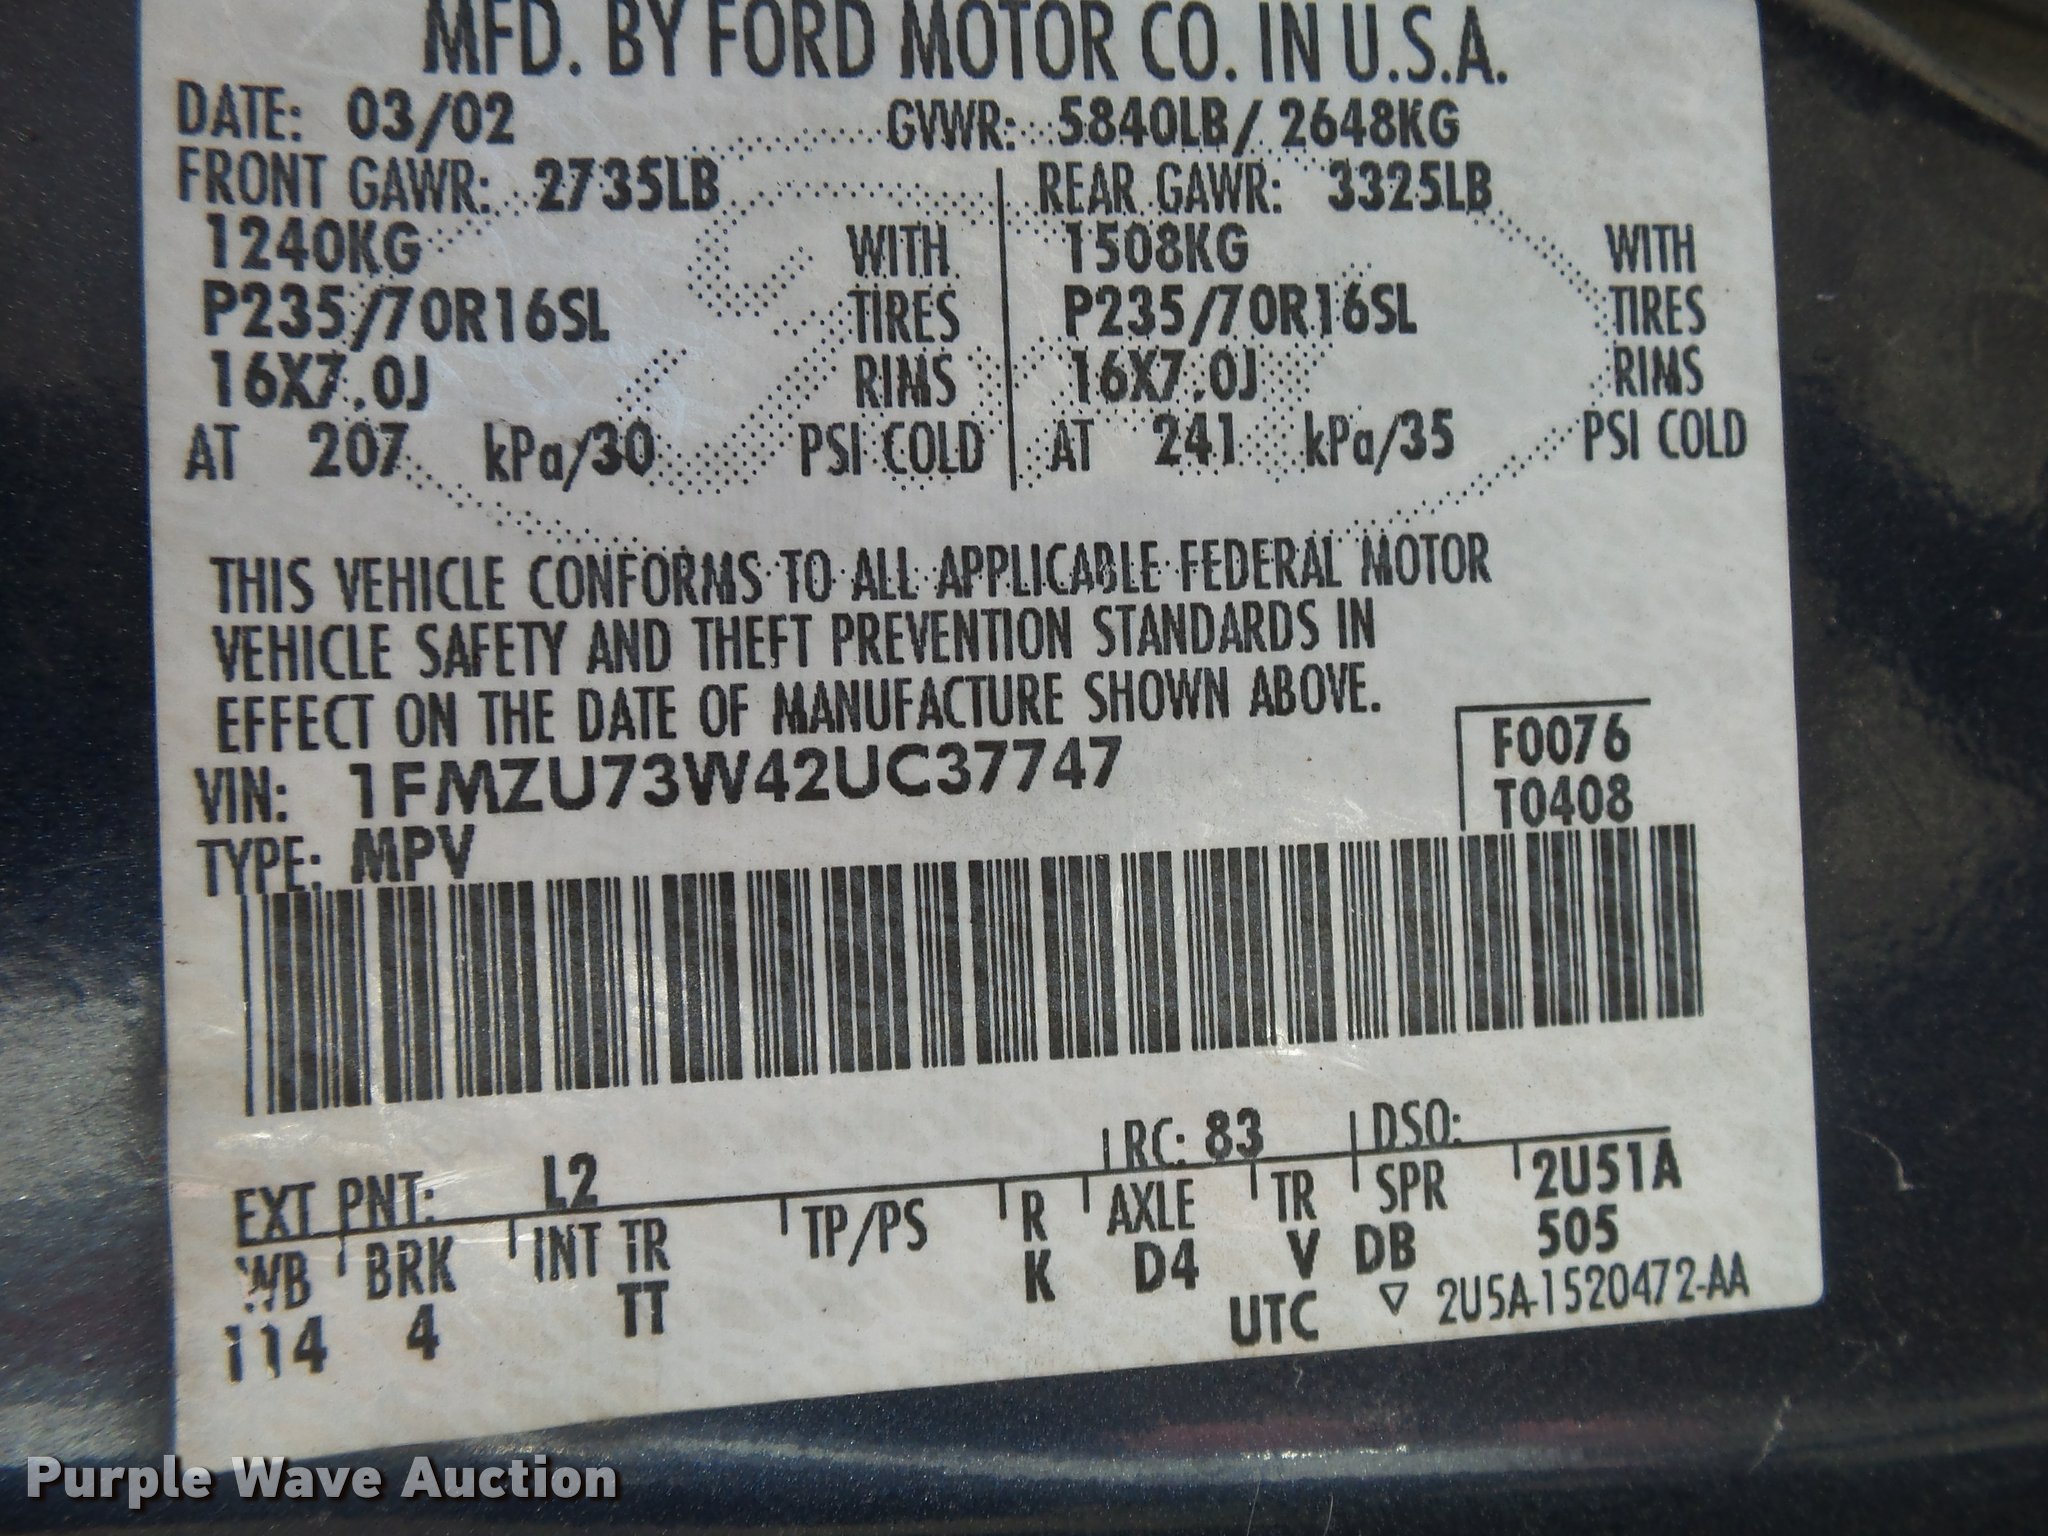 MFD. BY FORD MOTOR CO. IN U.S.A.
DATE: 03/02 GVWR: 5840LB/ 2648KG
FRONT GAWR: 2735LB REAR GAWR: 3325LB
1240KG WITH 1508KG WITH
P235/70R16SL TIRES P235/70R16SL TIRES
16X7.0J RIMS 16X7.0J RIMS
AT 207 kPa/30 PSI COLD AT 241 kPa/35 PSI COLD
THIS VEHICLE CONFORMS TO ALL APPLICABLE FEDERAL MOTOR
VEHICLE SAFETY AND THEFT PREVENTION STANDARDS IN
EFFECT ON THE DATE OF MANUFACTURE SHOWN ABOVE.
VIN: 1FMZU73W42UC37747 F0076
TYPE: MPV T0408
EXT PNT: L2 RC: 83 DSO:
WB BRK INT TR TP/PS R AXLE TR SPR 2U51A
114 4 TT K D4 V DB 505
UTC ▽ 2U5A-1520472-AA
Purple Wave Auction